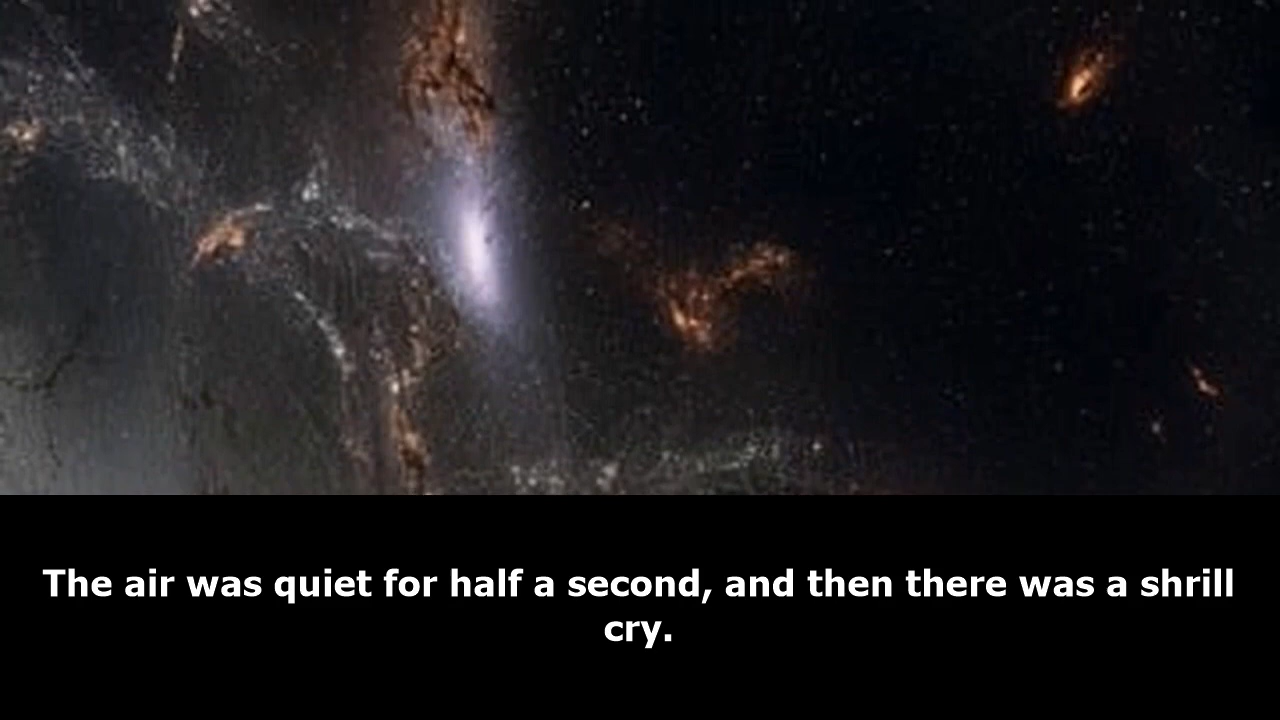 The air was quiet for half a second, and then there was a shrill
cry.